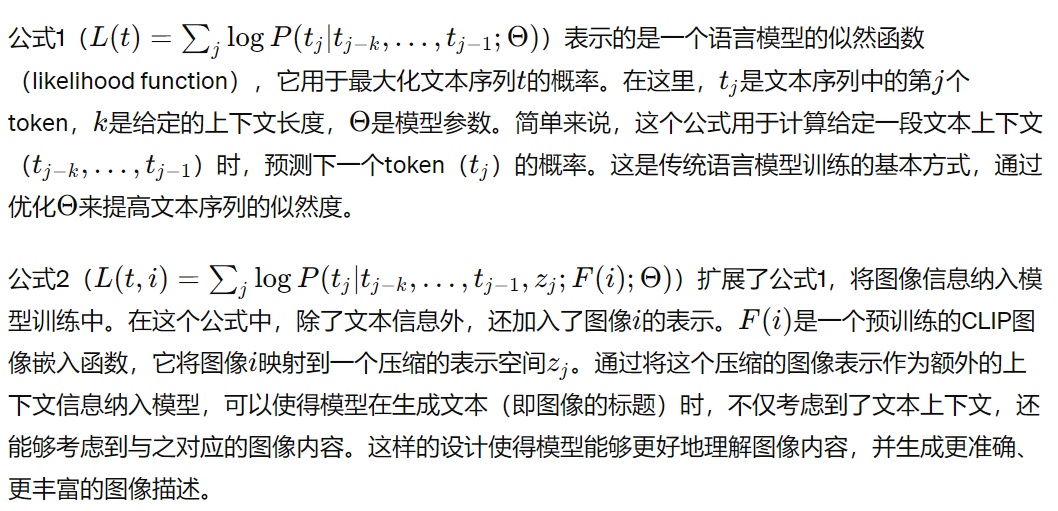 公式1（$L(t) = \sum_j \log P(t_j|t_{j-k}, \ldots, t_{j-1}; \Theta)$）表示的是一个语言模型的似然函数
（likelihood function），它用于最大化文本序列$t$的概率。在这里，$t_j$是文本序列中的第$j$个
token，$k$是给定的上下文长度，$\Theta$是模型参数。简单来说，这个公式用于计算给定一段文本上下文
（$t_{j-k}, \ldots, t_{j-1}$）时，预测下一个token（$t_j$）的概率。这是传统语言模型训练的基本方式，通过
优化$\Theta$来提高文本序列的似然度。
公式2（$L(t, i) = \sum_j \log P(t_j|t_{j-k}, \ldots, t_{j-1}, z_j; F(i); \Theta)$）扩展了公式1，将图像信息纳入模
型训练中。在这个公式中，除了文本信息外，还加入了图像$i$的表示。$F(i)$是一个预训练的CLIP图
像嵌入函数，它将图像$i$映射到一个压缩的表示空间$z_j$。通过将这个压缩的图像表示作为额外的上
下文信息纳入模型，可以使得模型在生成文本（即图像的标题）时，不仅考虑到了文本上下文，还
能够考虑到与之对应的图像内容。这样的设计使得模型能够更好地理解图像内容，并生成更准确、
更丰富的图像描述。